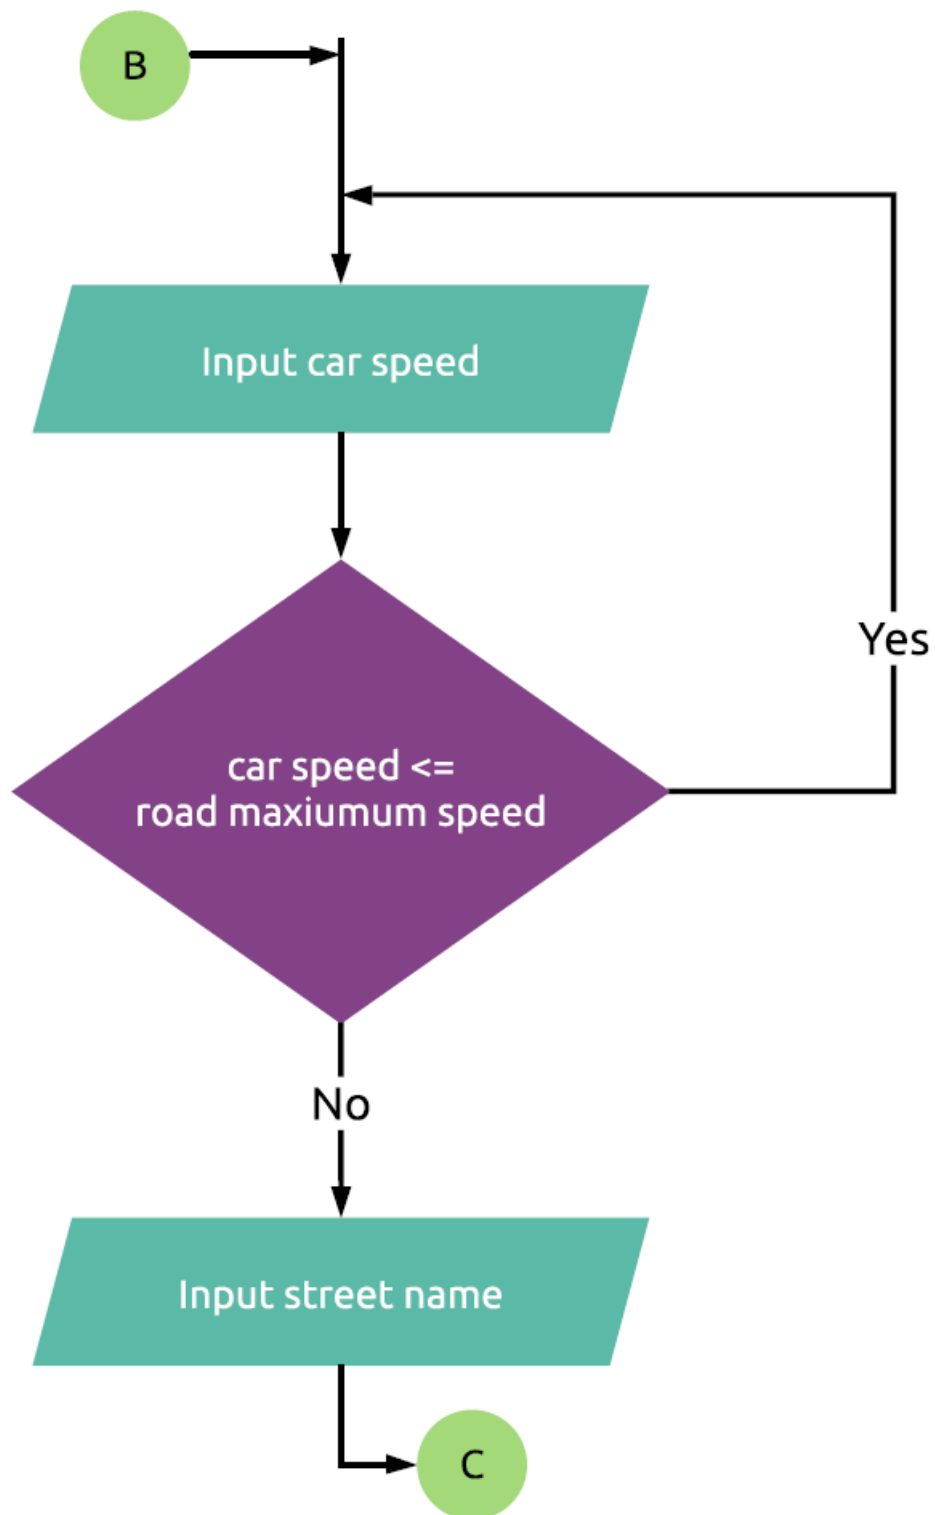 B
Input car speed
Yes
car speed <=
road maxiumum speed
No
Input street name
C